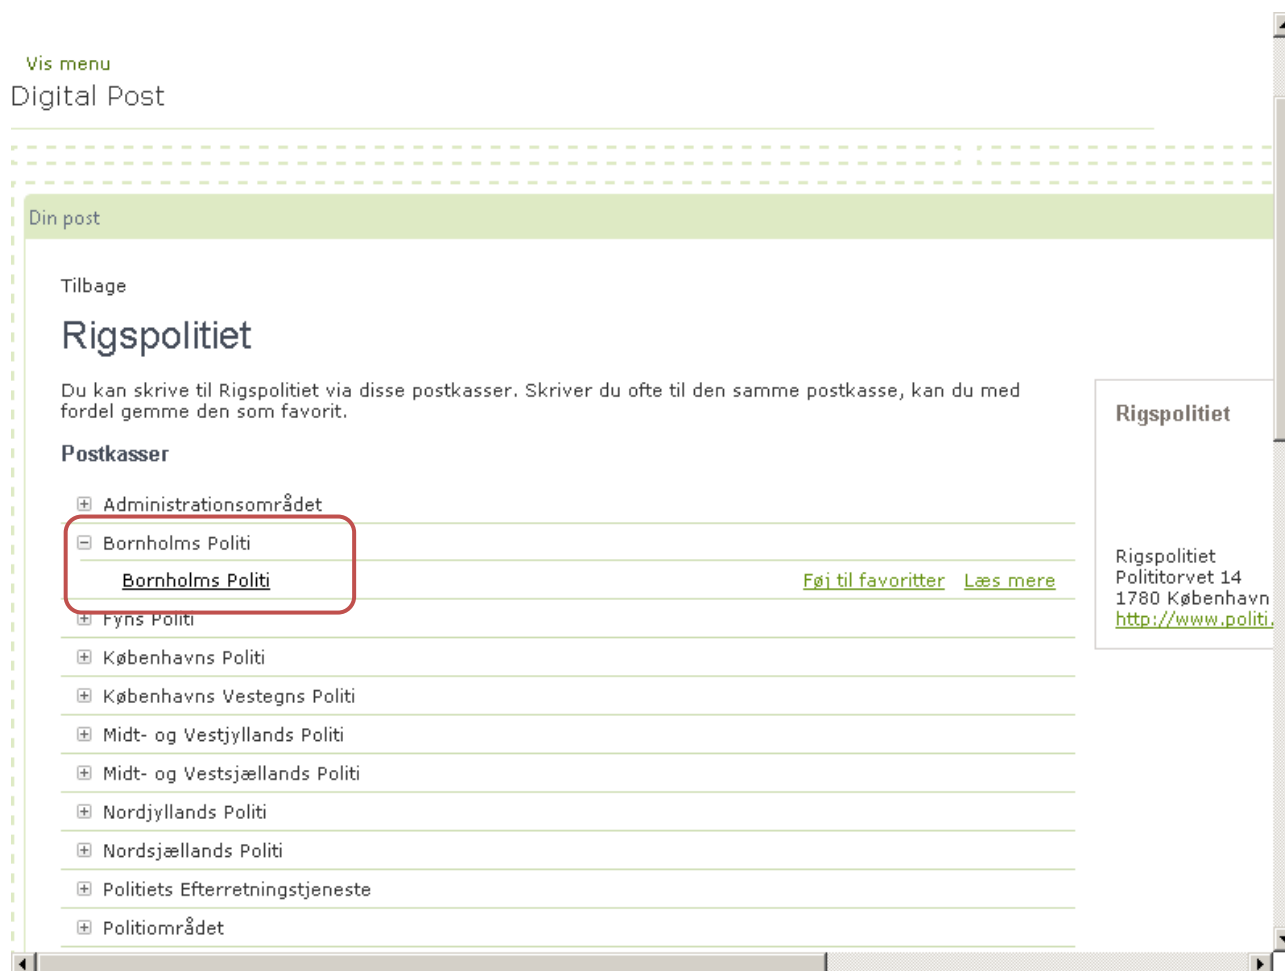 Vis menu
Digital Post
Din post
Tilbage
Rigspolitiet
Du kan skrive til Rigspolitiet via disse postkasser. Skriver du ofte til den samme postkasse, kan du med
fordel gemme den som favorit.
Postkasser
Administrationsområdet
Bornholms Politi
Bornholms Politi Føj til favoritter Læs mere
Fyns Politi
Københavns Politi
Københavns Vestegns Politi
Midt- og Vestjyllands Politi
Midt- og Vestsjællands Politi
Nordjyllands Politi
Nordsjællands Politi
Politiets Efterretningstjeneste
Politiområdet
Rigspolitiet
Rigspolitiet
Polititorvet 14
1780 København
http://www.politi.